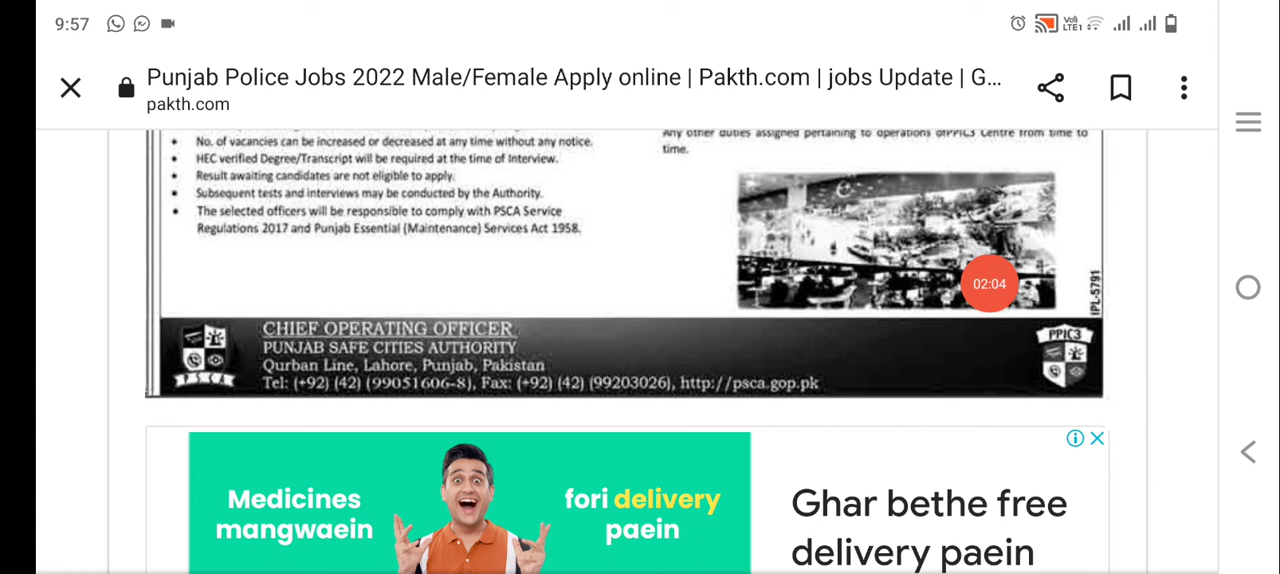 9:57
Vo)
LTE1
Punjab Police Jobs 2022 Male/Female Apply online | Pakth.com | jobs Update | G...
pakth.com
• No. of vacancies can be increased or decreased at any time without any notice.
• HEC verified Degree/Transcript will be required at the time of Interview.
• Result awaiting candidates are not eligible to apply.
• Subsequent tests and interviews may be conducted by the Authority.
• The selected officers will be responsible to comply with PSCA Service
Regulations 2017 and Punjab Essential (Maintenance) Services Act 1958.
Any other duties assigned pertaining to operations ofPPIC3 Centre from time to
time.
02:04
IPL-5791
CHIEF OPERATING OFFICER
PUNJAB SAFE CITIES AUTHORITY
Qurban Line, Lahore, Punjab, Pakistan
Tel: (+92) (42) (99051606-8), Fax: (+92) (42) (99203026), http://psca.gop.pk
PSCA
PPIC3
Medicines
mangwaein
fori delivery
paein
Ghar bethe free
delivery paein